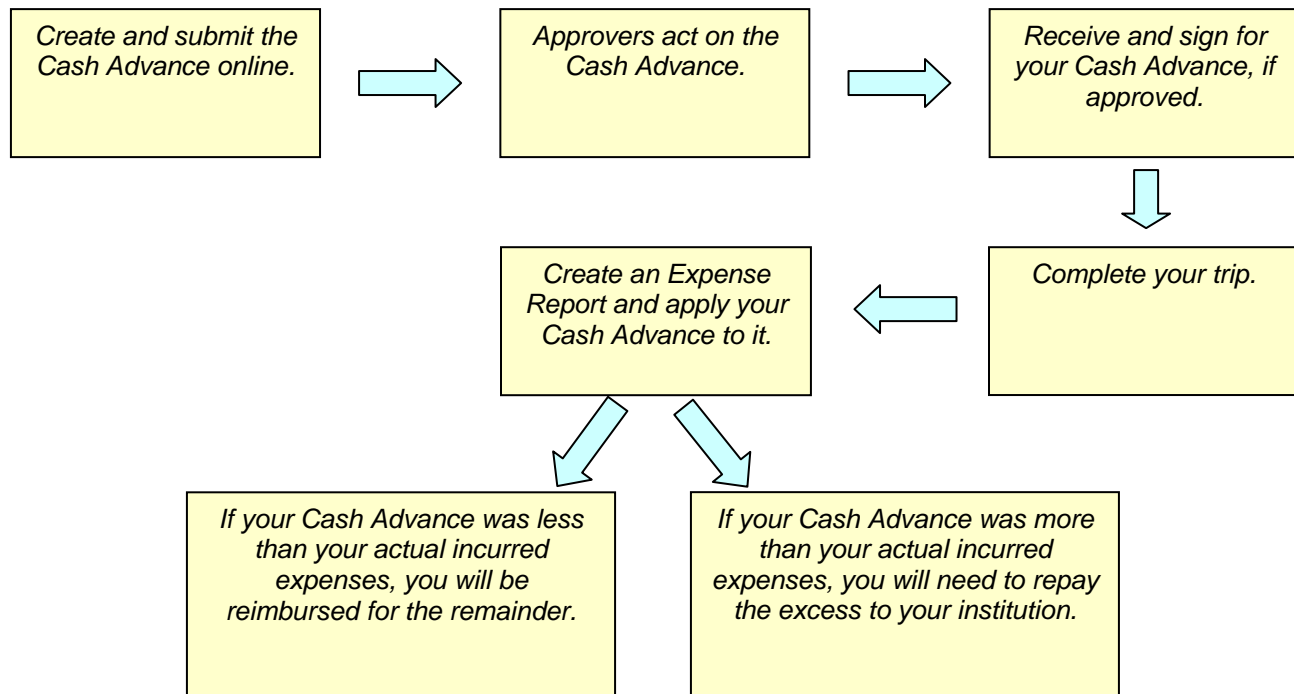 Create and submit the
Cash Advance online.
Approvers act on the
Cash Advance.
Receive and sign for
your Cash Advance, if
approved.
Complete your trip.
Create an Expense
Report and apply your
Cash Advance to it.
If your Cash Advance was less
than your actual incurred
expenses, you will be
reimbursed for the remainder.
If your Cash Advance was more
than your actual incurred
expenses, you will need to repay
the excess to your institution.